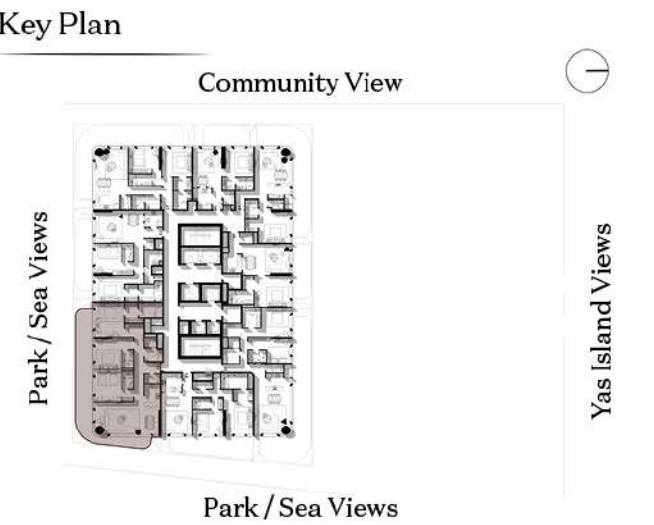 Key Plan
Community View
Park / Sea Views
Yas Island Views
Park / Sea Views